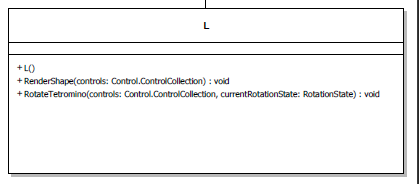 L
+ L()
+ RenderShape(controls: Control.ControlCollection) : void
+ RotateTetromino(controls: Control.ControlCollection, currentRotationState: RotationState) : void